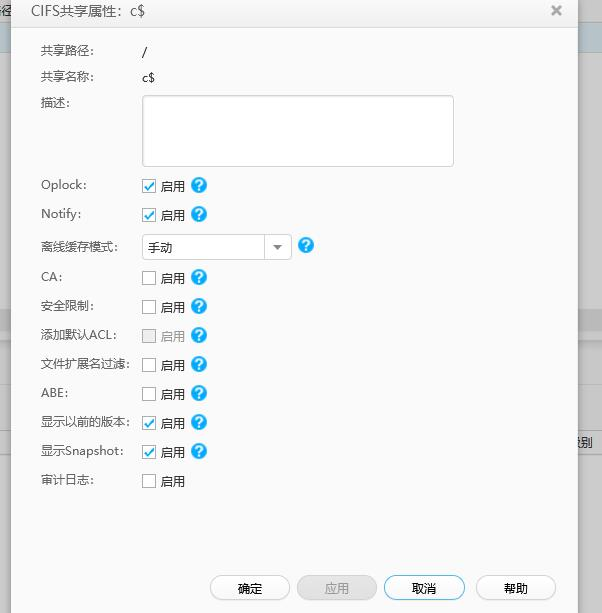 CIFS共享属性：c$
共享路径： /
共享名称： c$
描述：
Oplock: 启用
Notify: 启用
离线缓存模式： 手动
CA: 启用
安全限制： 启用
添加默认ACL: 启用
文件扩展名过滤： 启用
ABE: 启用
显示以前的版本： 启用
显示Snapshot: 启用
审计日志： 启用
确定 应用 取消 帮助